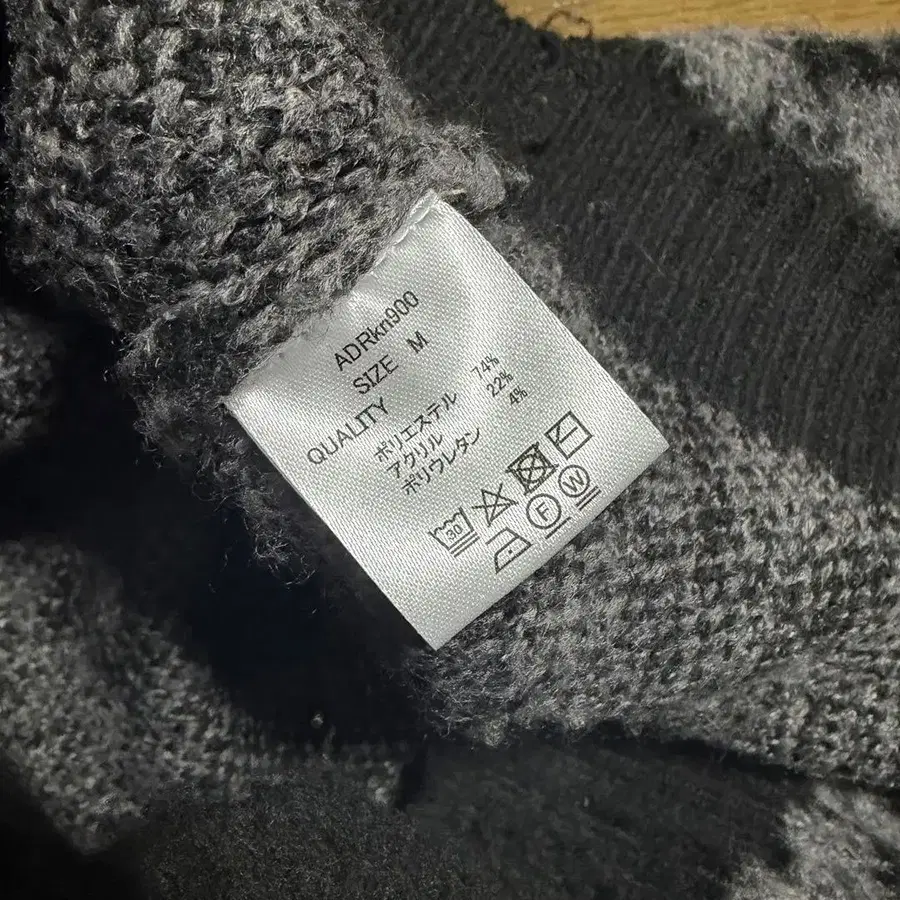 ADRkn900
SIZE M
QUALITY
ポリエステル 74%
アクリル 22%
ポリウレタン 4%
30
F W